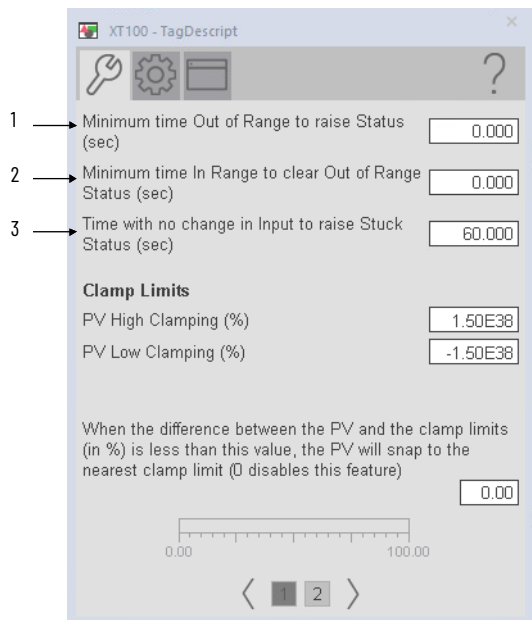 XT100 - TagDescript
×
?
1
Minimum time Out of Range to raise Status
(sec)
0.000
2
Minimum time In Range to clear Out of Range
Status (sec)
0.000
3
Time with no change in Input to raise Stuck
Status (sec)
60.000
Clamp Limits
PV High Clamping (%)
1.50E38
PV Low Clamping (%)
-1.50E38
When the difference between the PV and the clamp limits
(in %) is less than this value, the PV will snap to the
nearest clamp limit (0 disables this feature)
0.00
0.00 100.00
1 2